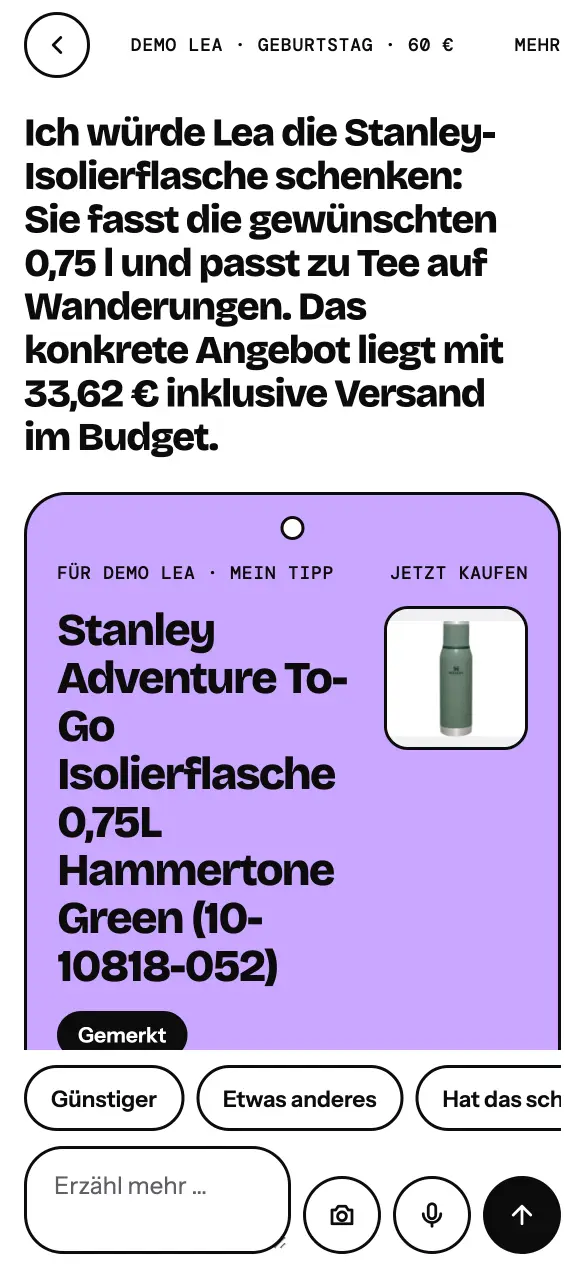 DEMO LEA · GEBURTSTAG · 60 €
MEHR
Ich würde Lea die Stanley-
Isolierflasche schenken:
Sie fasst die gewünschten
0,75 l und passt zu Tee auf
Wanderungen. Das
konkrete Angebot liegt mit
33,62 € inklusive Versand
im Budget.
FÜR DEMO LEA · MEIN TIPP
JETZT KAUFEN
Stanley
Adventure To-
Go
Isolierflasche
0,75L
Hammertone
Green (10-
10818-052)
Gemerkt
Günstiger
Etwas anderes
Hat das sch
Erzähl mehr ...